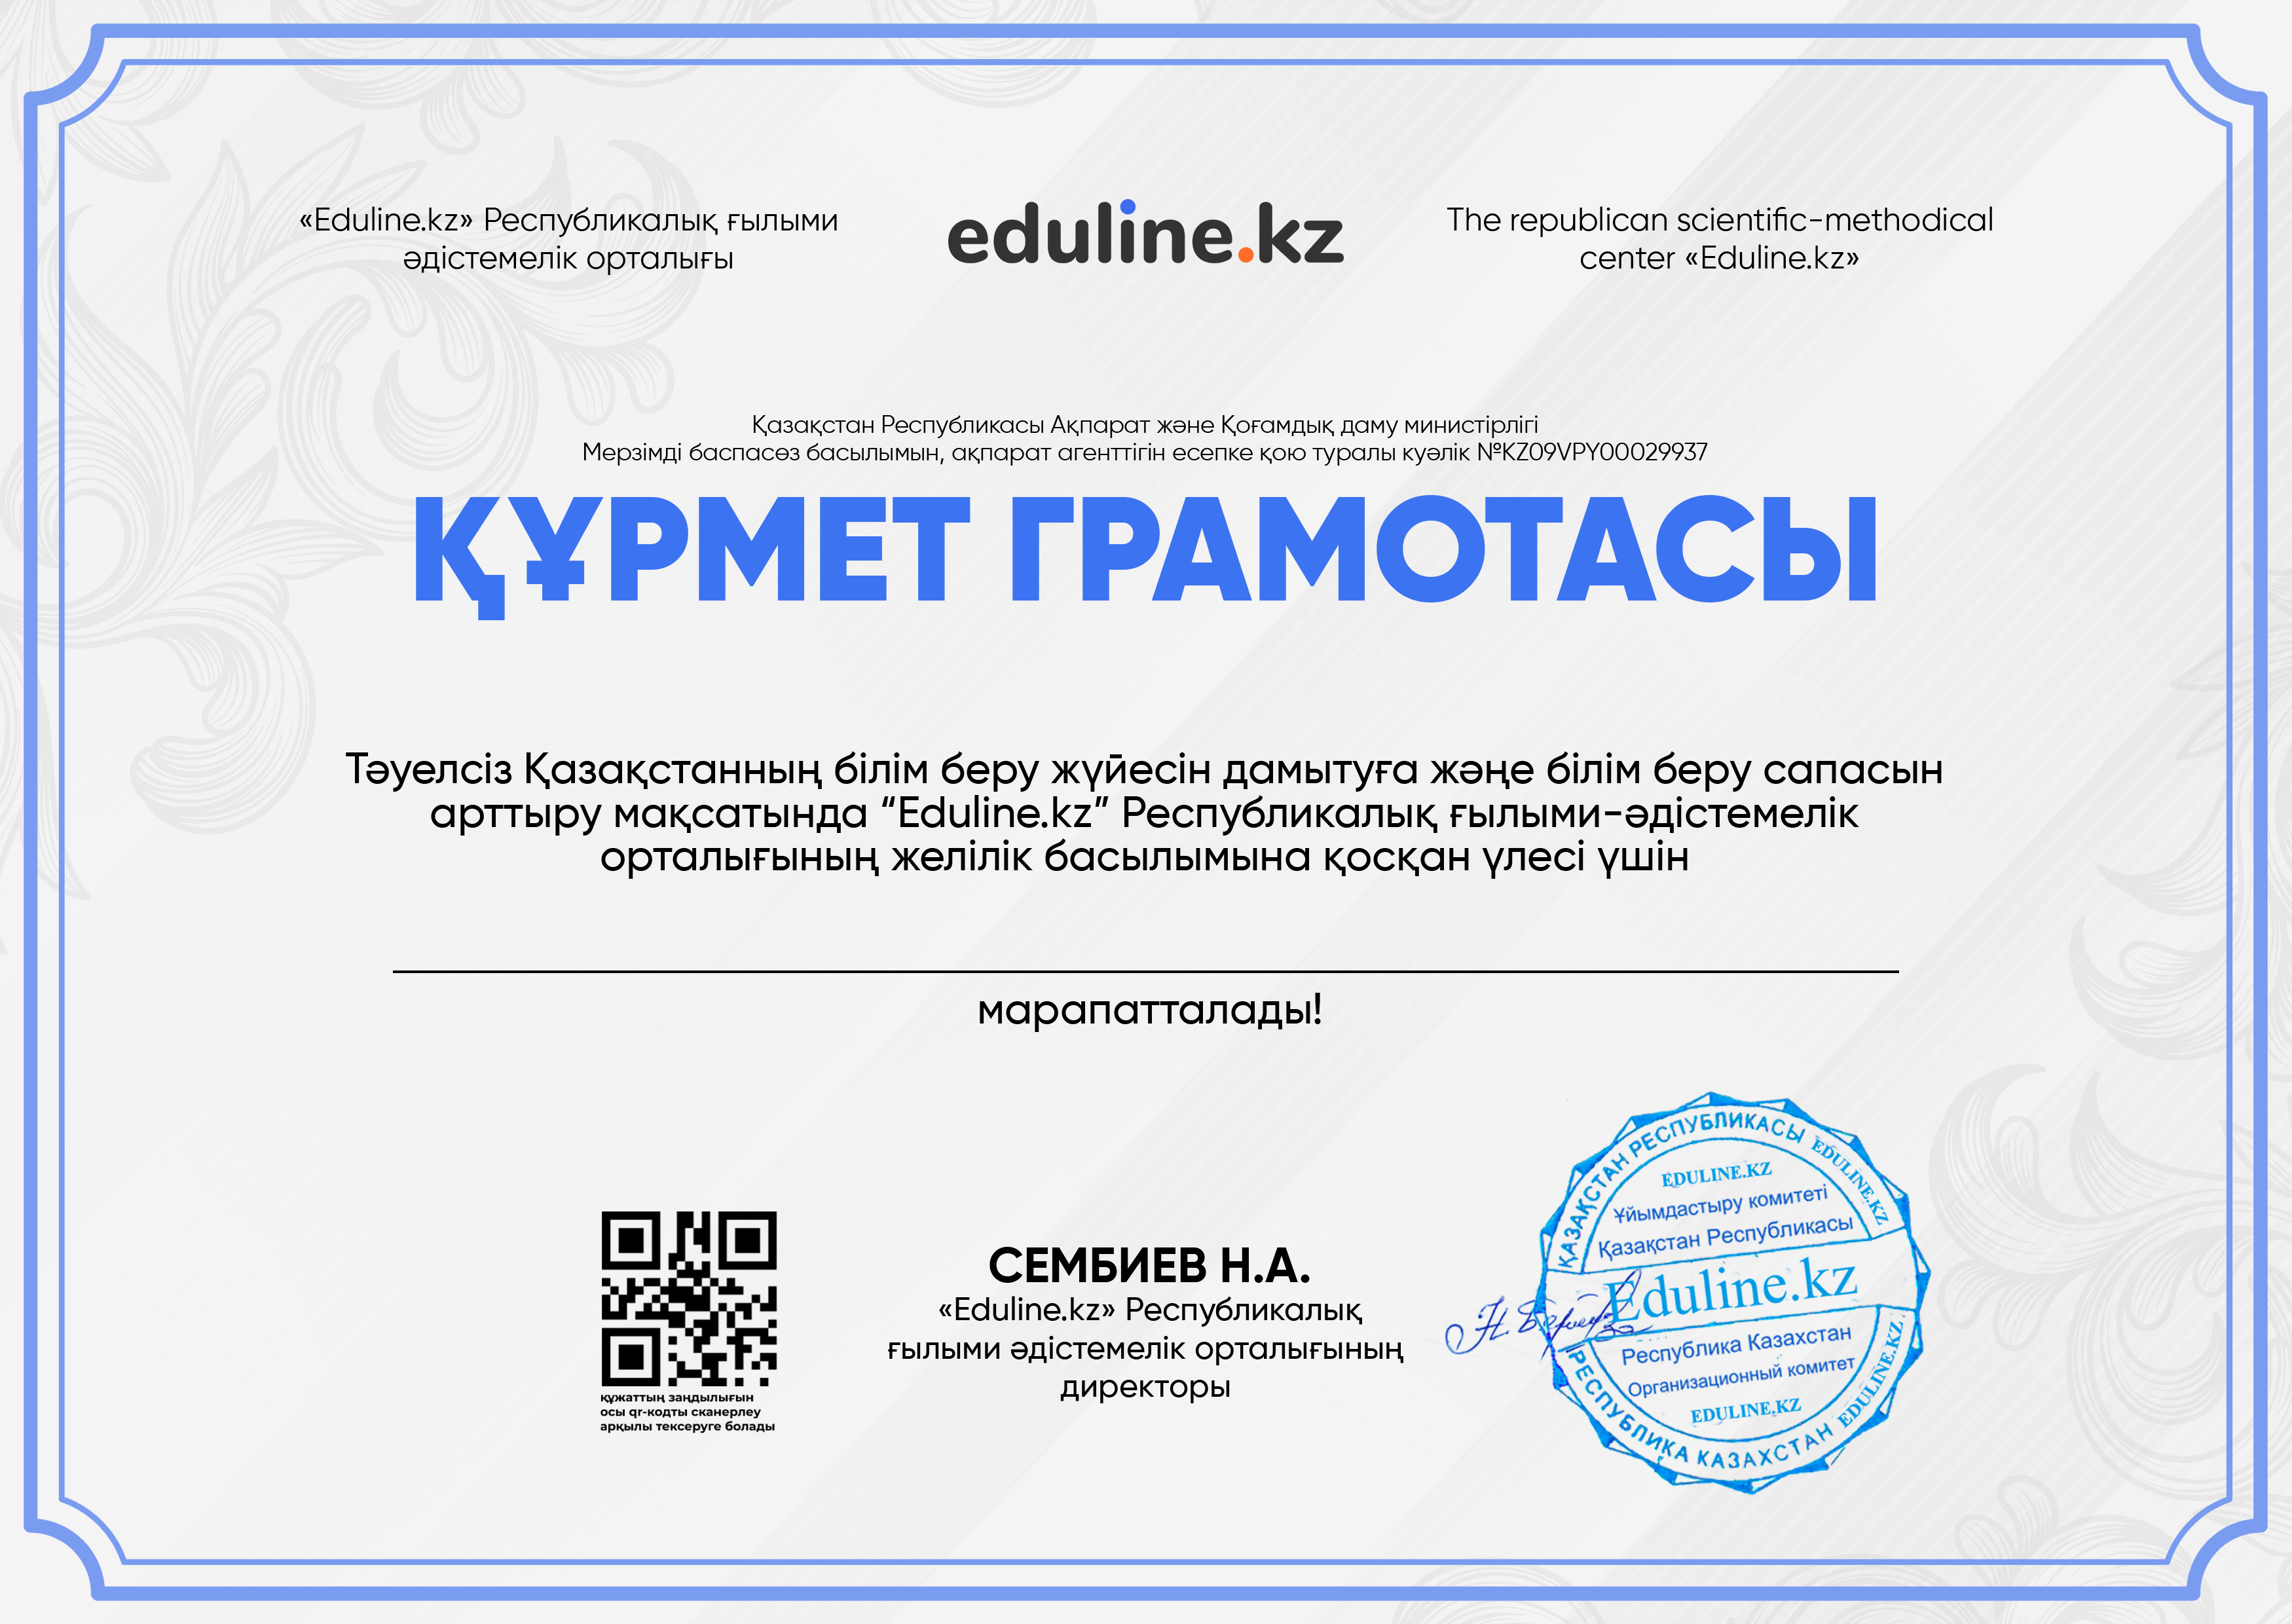 «Eduline.kz» Республикалық ғылыми
әдістемелік орталығы
eduline.kz
The republican scientific-methodical
center «Eduline.kz»
Қазақстан Республикасы Ақпарат және Қоғамдық даму министірлігі
Мерзімді баспасөз басылымын, ақпарат агенттігін есепке қою туралы куәлік №KZ09VPY00029937
ҚҰРМЕТ ГРАМОТАСЫ
Тәуелсіз Қазақстанның білім беру жүйесін дамытуға жәңе білім беру сапасын
арттыру мақсатында “Eduline.kz” Республикалық ғылыми-әдістемелік
орталығының желілік басылымына қосқан үлесі үшін
марапатталады!
құжаттың заңдылығын
осы qr-кодты сканерлеу
арқылы тексеруге болады
СЕМБИЕВ Н.А.
«Eduline.kz» Республикалық
ғылыми әдістемелік орталығының
директоры
ҚАЗАҚСТАН РЕСПУБЛИКАСЫ EDULINE.KZ
EDULINE.KZ
Ұйымдастыру комитеті
Қазақстан Республикасы
Eduline.kz
Республика Казахстан
Организационный комитет
EDULINE.KZ
РЕСПУБЛИКА КАЗАХСТАН EDULINE.KZ